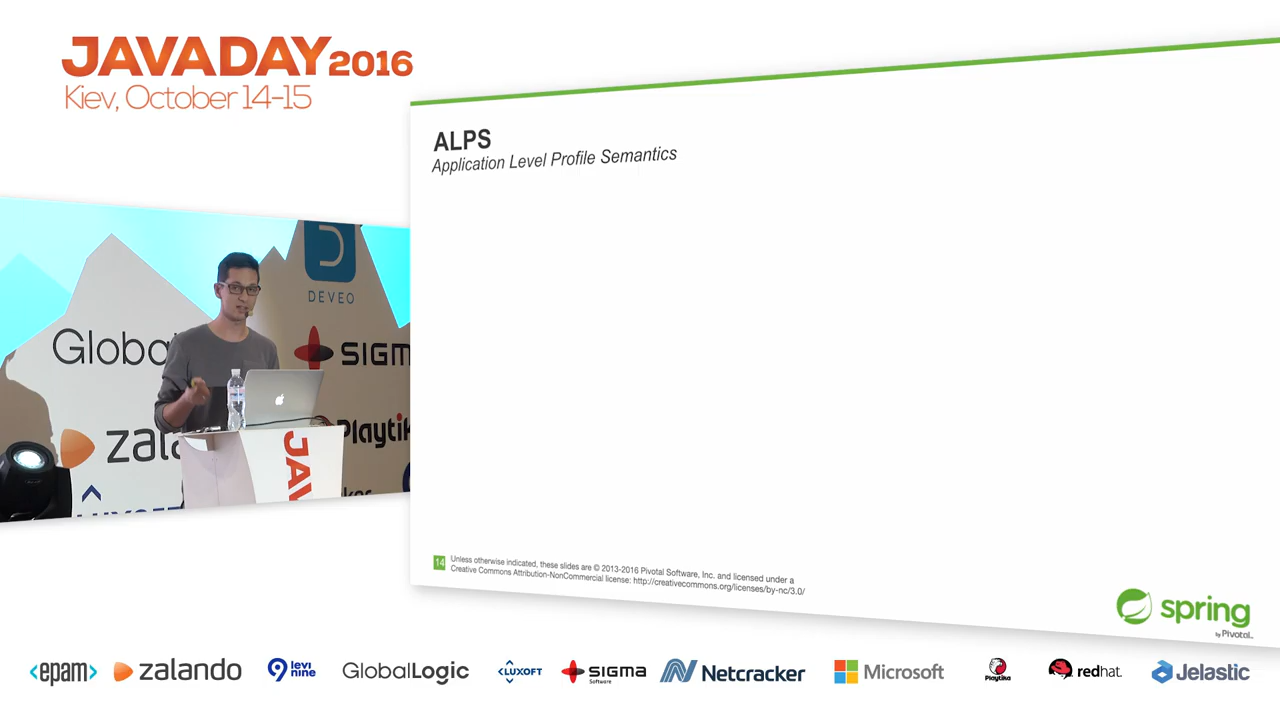 JAVADAY2016
Kiev, October 14-15
ALPS
Application Level Profile Semantics
DEVEO
SIGM
Zala
Playtik
JAV
14
Unless otherwise indicated, these slides are © 2013-2016 Pivotal Software, Inc. and licensed under a
Creative Commons Attribution-NonCommercial license: http://creativecommons.org/licenses/by-nc/3.0/
spring
by Pivotal
<epam>
zalando
9 levi nine
GlobalLogic
LUXOFT
SIGMA
Software
Netcracker
Microsoft
Playtika
redhat.
Jelastic